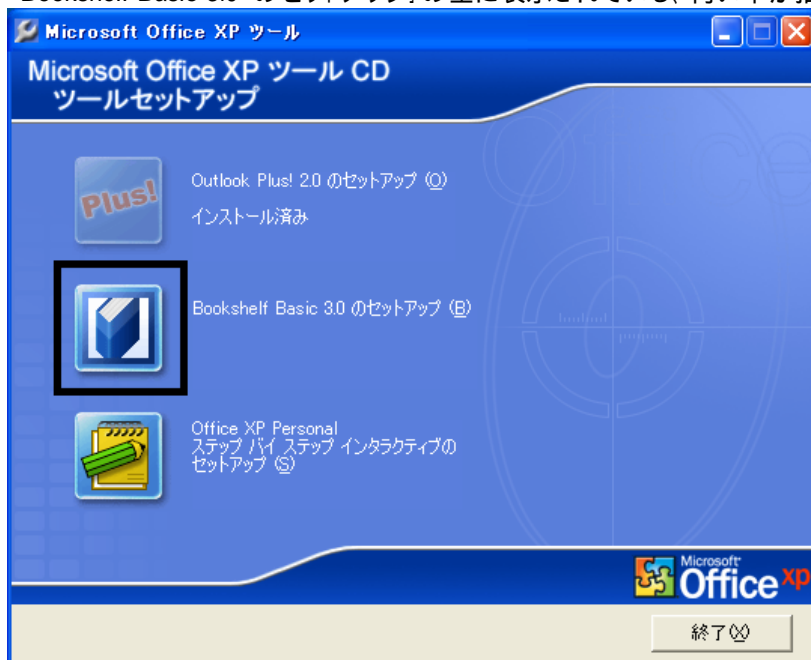 Microsoft Office XP ツール
Microsoft Office XP ツール CD
ツールセットアップ
Plus!
Outlook Plus! 2.0 のセットアップ (O)
インストール済み
Bookshelf Basic 3.0 のセットアップ (B)
Office XP Personal
ステップ バイ ステップ インタラクティブの
セットアップ (S)
Microsoft
Office xp
終了(X)